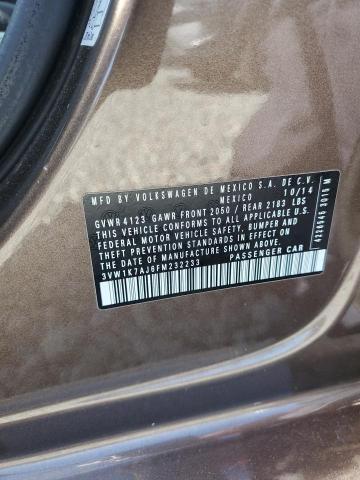 MFD BY VOLKSWAGEN DE MEXICO S.A. DE C.V.
MEXICO 10/14
GVWR 4123 GAWR FRONT 2050 / REAR 2183 LBS
THIS VEHICLE CONFORMS TO ALL APPLICABLE U.S.
FEDERAL MOTOR VEHICLE SAFETY, BUMPER AND
THEFT PREVENTION STANDARDS IN EFFECT ON
THE DATE OF MANUFACTURE SHOWN ABOVE.
3VW1K7AJ6FM232233 PASSENGER CAR